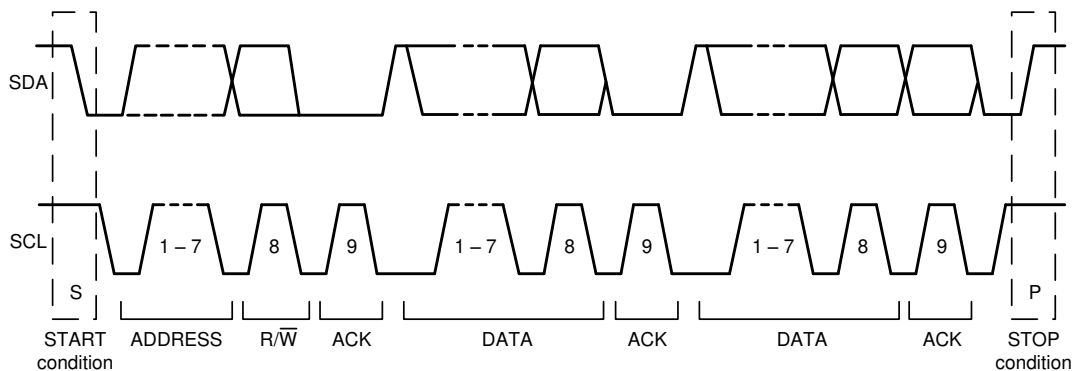 SDA
SCL
1 – 7 8 9 1 – 7 8 9 1 – 7 8 9
S P
START condition ADDRESS R/W̅ ACK DATA ACK DATA ACK STOP condition